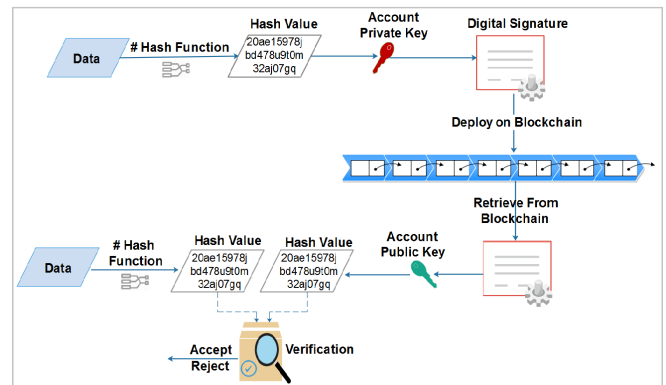 Data
# Hash Function
Hash Value
20ae15978j
bd478u9t0m
32aj07gq
Account
Private Key
Digital Signature
Deploy on Blockchain
Retrieve From
Blockchain
Data
# Hash
Function
Hash Value
20ae15978j
bd478u9t0m
32aj07gq
Hash Value
20ae15978j
bd478u9t0m
32aj07gq
Account
Public Key
Verification
Accept
Reject